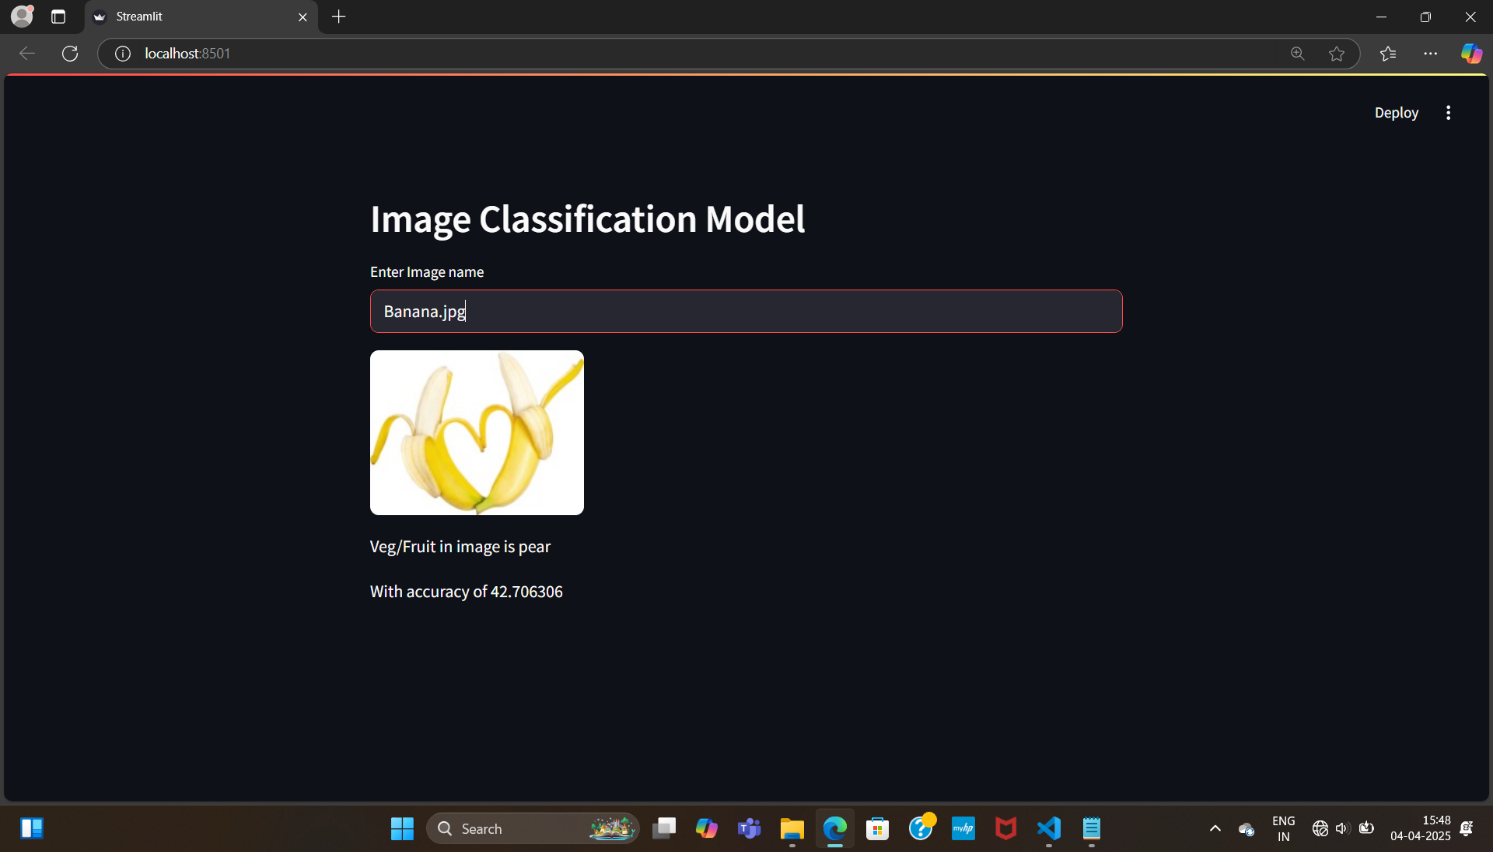 Streamlit
localhost:8501
Deploy
Image Classification Model
Enter Image name
Banana.jpg
Veg/Fruit in image is pear
With accuracy of 42.706306
Search
myhp
ENG
IN
15:48
04-04-2025